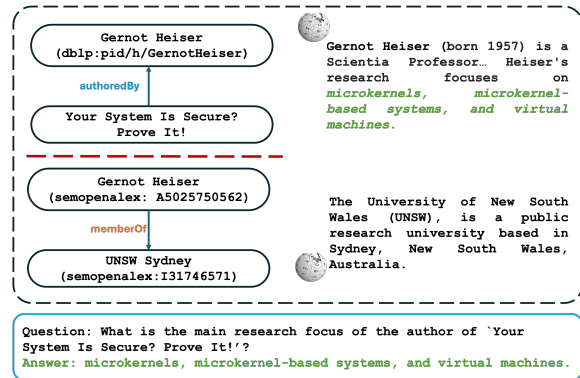 Gernot Heiser
(dblp:pid/h/GernotHeiser)
authoredBy
Your System Is Secure?
Prove It!
Gernot Heiser
(semopenalex: A5025750562)
memberOf
UNSW Sydney
(semopenalex:I31746571)
Gernot Heiser (born 1957) is a
Scientia Professor… Heiser's
research focuses on
microkernels, microkernel-
based systems, and virtual
machines.
The University of New South
Wales (UNSW), is a public
research university based in
Sydney, New South Wales,
Australia.
Question: What is the main research focus of the author of `Your
System Is Secure? Prove It!’?
Answer: microkernels, microkernel-based systems, and virtual machines.